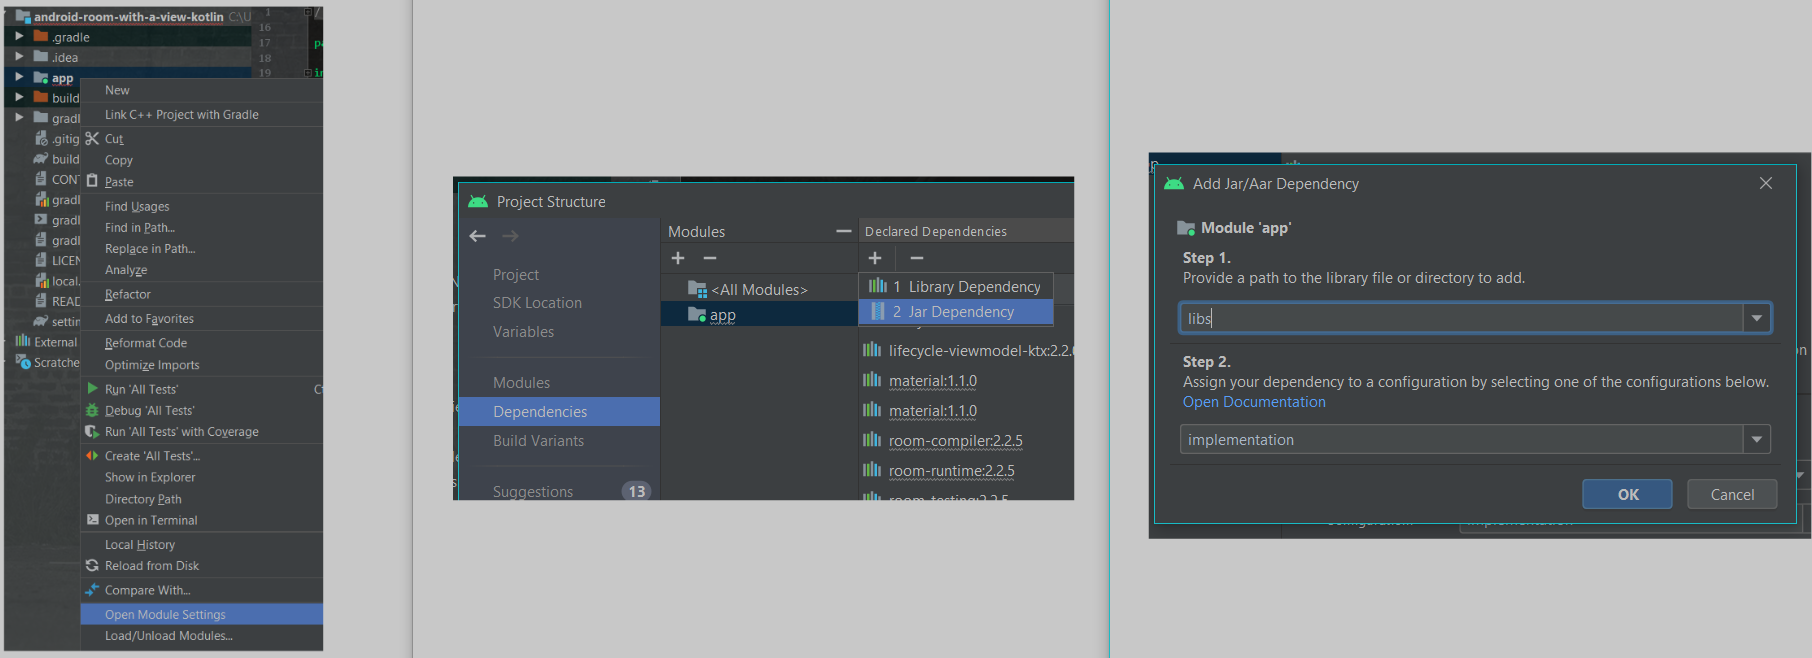 android-room-with-a-view-kotlin C:\U
.gradle
.idea
app
build
gradl
.gitig
build
CONT
gradl
gradl
gradl
LICEN
local.
READ
settin
External
Scratche
1
16
17
18
19
New
Link C++ Project with Gradle
Cut
Copy
Paste
Find Usages
Find in Path...
Replace in Path...
Analyze
Refactor
Add to Favorites
Reformat Code
Optimize Imports
Run 'All Tests'
Debug 'All Tests'
Run 'All Tests' with Coverage
Create 'All Tests'...
Show in Explorer
Directory Path
Open in Terminal
Local History
Reload from Disk
Compare With...
Open Module Settings
Load/Unload Modules...
Project Structure
Project
SDK Location
Variables
Modules
Dependencies
Build Variants
Suggestions 13
Modules
<All Modules>
app
Declared Dependencies
1 Library Dependency
2 Jar Dependency
lifecycle-viewmodel-ktx:2.2.0
material:1.1.0
material:1.1.0
room-compiler:2.2.5
room-runtime:2.2.5
room-testing:2.2.5
Add Jar/Aar Dependency
Module 'app'
Step 1.
Provide a path to the library file or directory to add.
libs
Step 2.
Assign your dependency to a configuration by selecting one of the configurations below.
Open Documentation
implementation
OK Cancel